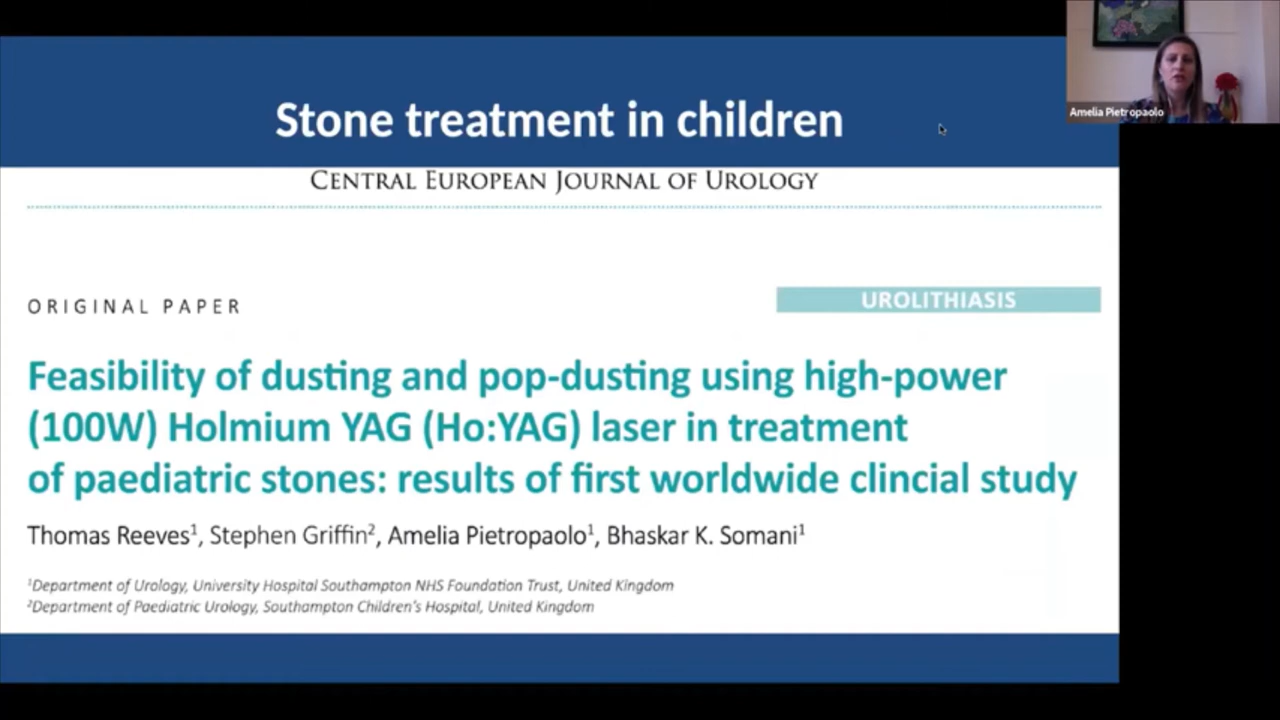 Stone treatment in children
Amelia Pietropaolo
CENTRAL EUROPEAN JOURNAL OF UROLOGY
ORIGINAL PAPER
UROLITHIASIS
Feasibility of dusting and pop-dusting using high-power
(100W) Holmium YAG (Ho:YAG) laser in treatment
of paediatric stones: results of first worldwide clincial study
Thomas Reeves¹, Stephen Griffin², Amelia Pietropaolo¹, Bhaskar K. Somani¹
¹Department of Urology, University Hospital Southampton NHS Foundation Trust, United Kingdom
²Department of Paediatric Urology, Southampton Children's Hospital, United Kingdom